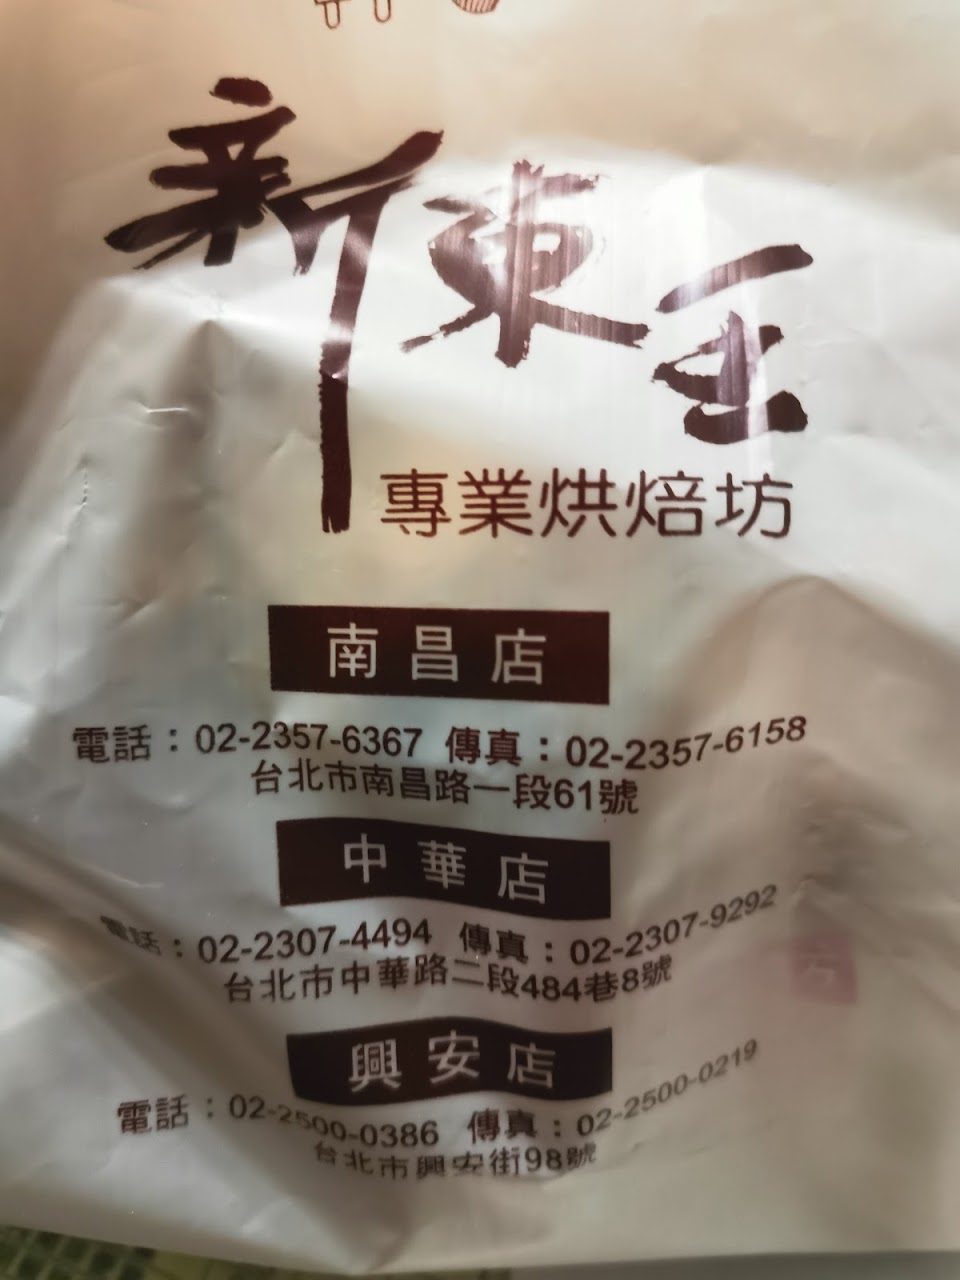 新東王
專業烘焙坊
南昌店
電話：02-2357-6367 傳真：02-2357-6158
台北市南昌路一段61號
中華店
電話：02-2307-4494 傳真：02-2307-9292
台北市中華路二段484巷8號
興安店
電話：02-2500-0386 傳真：02-2500-0219
台北市興安街98號